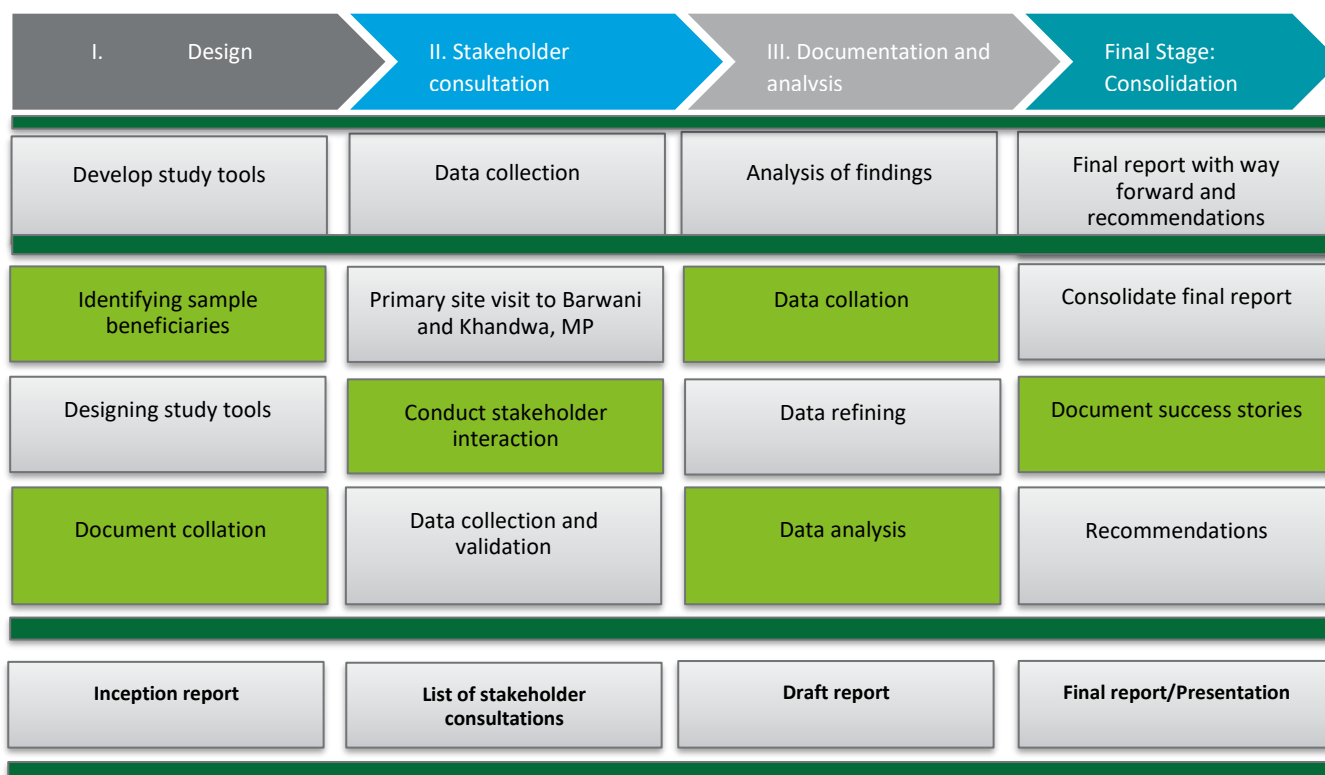 I. Design
II. Stakeholder
consultation
III. Documentation and
analysis
Final Stage:
Consolidation
Develop study tools
Data collection
Analysis of findings
Final report with way
forward and
recommendations
Identifying sample
beneficiaries
Primary site visit to Barwani
and Khandwa, MP
Data collation
Consolidate final report
Designing study tools
Conduct stakeholder
interaction
Data refining
Document success stories
Document collation
Data collection and
validation
Data analysis
Recommendations
Inception report
List of stakeholder
consultations
Draft report
Final report/Presentation